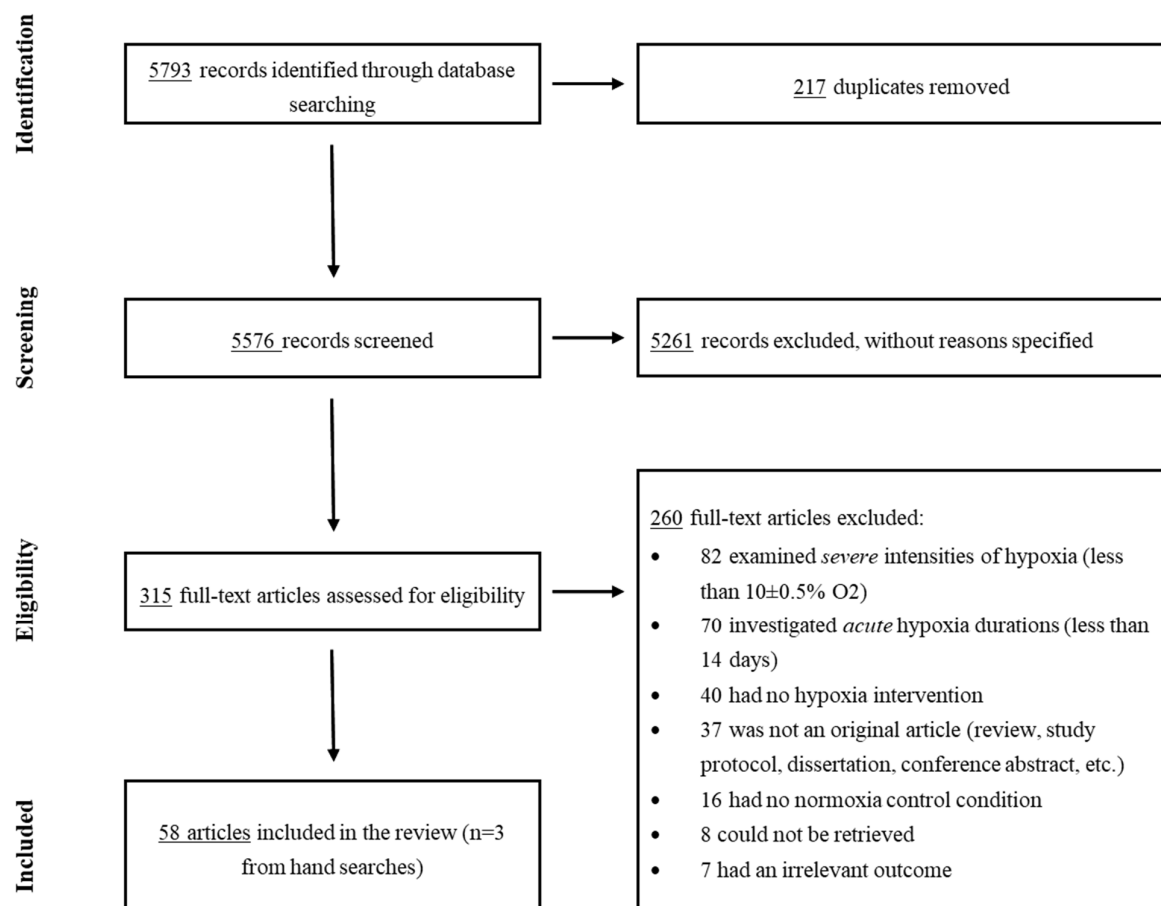 Identification
5793 records identified through database
searching
217 duplicates removed
Screening
5576 records screened
5261 records excluded, without reasons specified
Eligibility
315 full-text articles assessed for eligibility
260 full-text articles excluded:
• 82 examined severe intensities of hypoxia (less
than 10±0.5% O2)
• 70 investigated acute hypoxia durations (less than
14 days)
• 40 had no hypoxia intervention
• 37 was not an original article (review, study
protocol, dissertation, conference abstract, etc.)
• 16 had no normoxia control condition
• 8 could not be retrieved
• 7 had an irrelevant outcome
Included
58 articles included in the review (n=3
from hand searches)